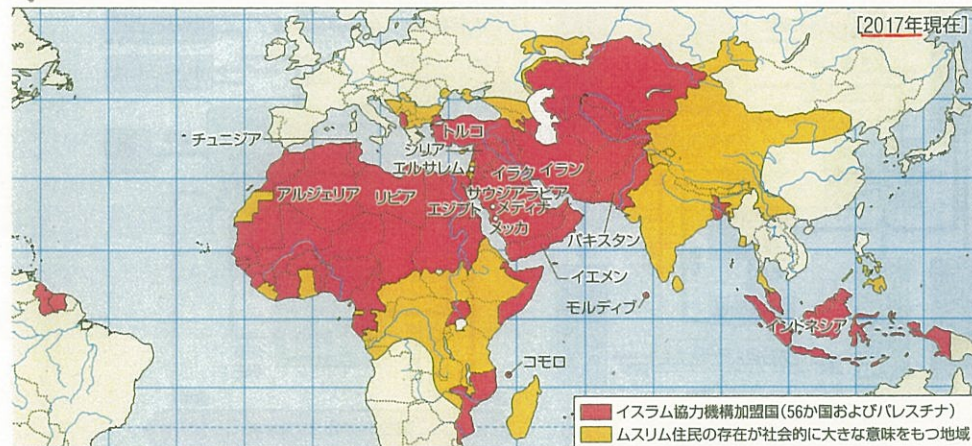 [2017年現在]
チュニジア
トルコ
シリア
エルサレム
イラク
イラン
アルジェリア
リビア
サウジアラビア
エジプト
メディナ
メッカ
パキスタン
イエメン
モルディブ
インドネシア
コモロ
イスラム協力機構加盟国(56か国およびパレスチナ)
ムスリム住民の存在が社会的に大きな意味をもつ地域